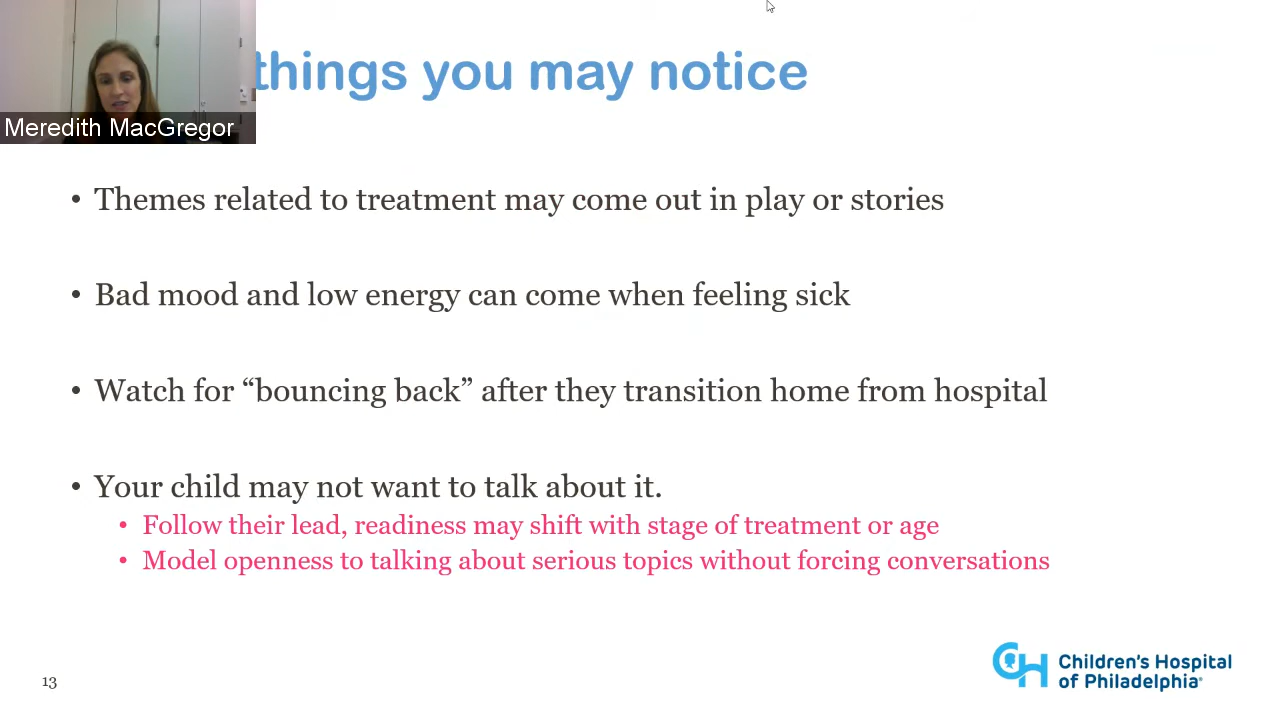 things you may notice
Meredith MacGregor
• Themes related to treatment may come out in play or stories
• Bad mood and low energy can come when feeling sick
• Watch for “bouncing back” after they transition home from hospital
• Your child may not want to talk about it.
• Follow their lead, readiness may shift with stage of treatment or age
• Model openness to talking about serious topics without forcing conversations
13
CH Children's Hospital
of Philadelphia